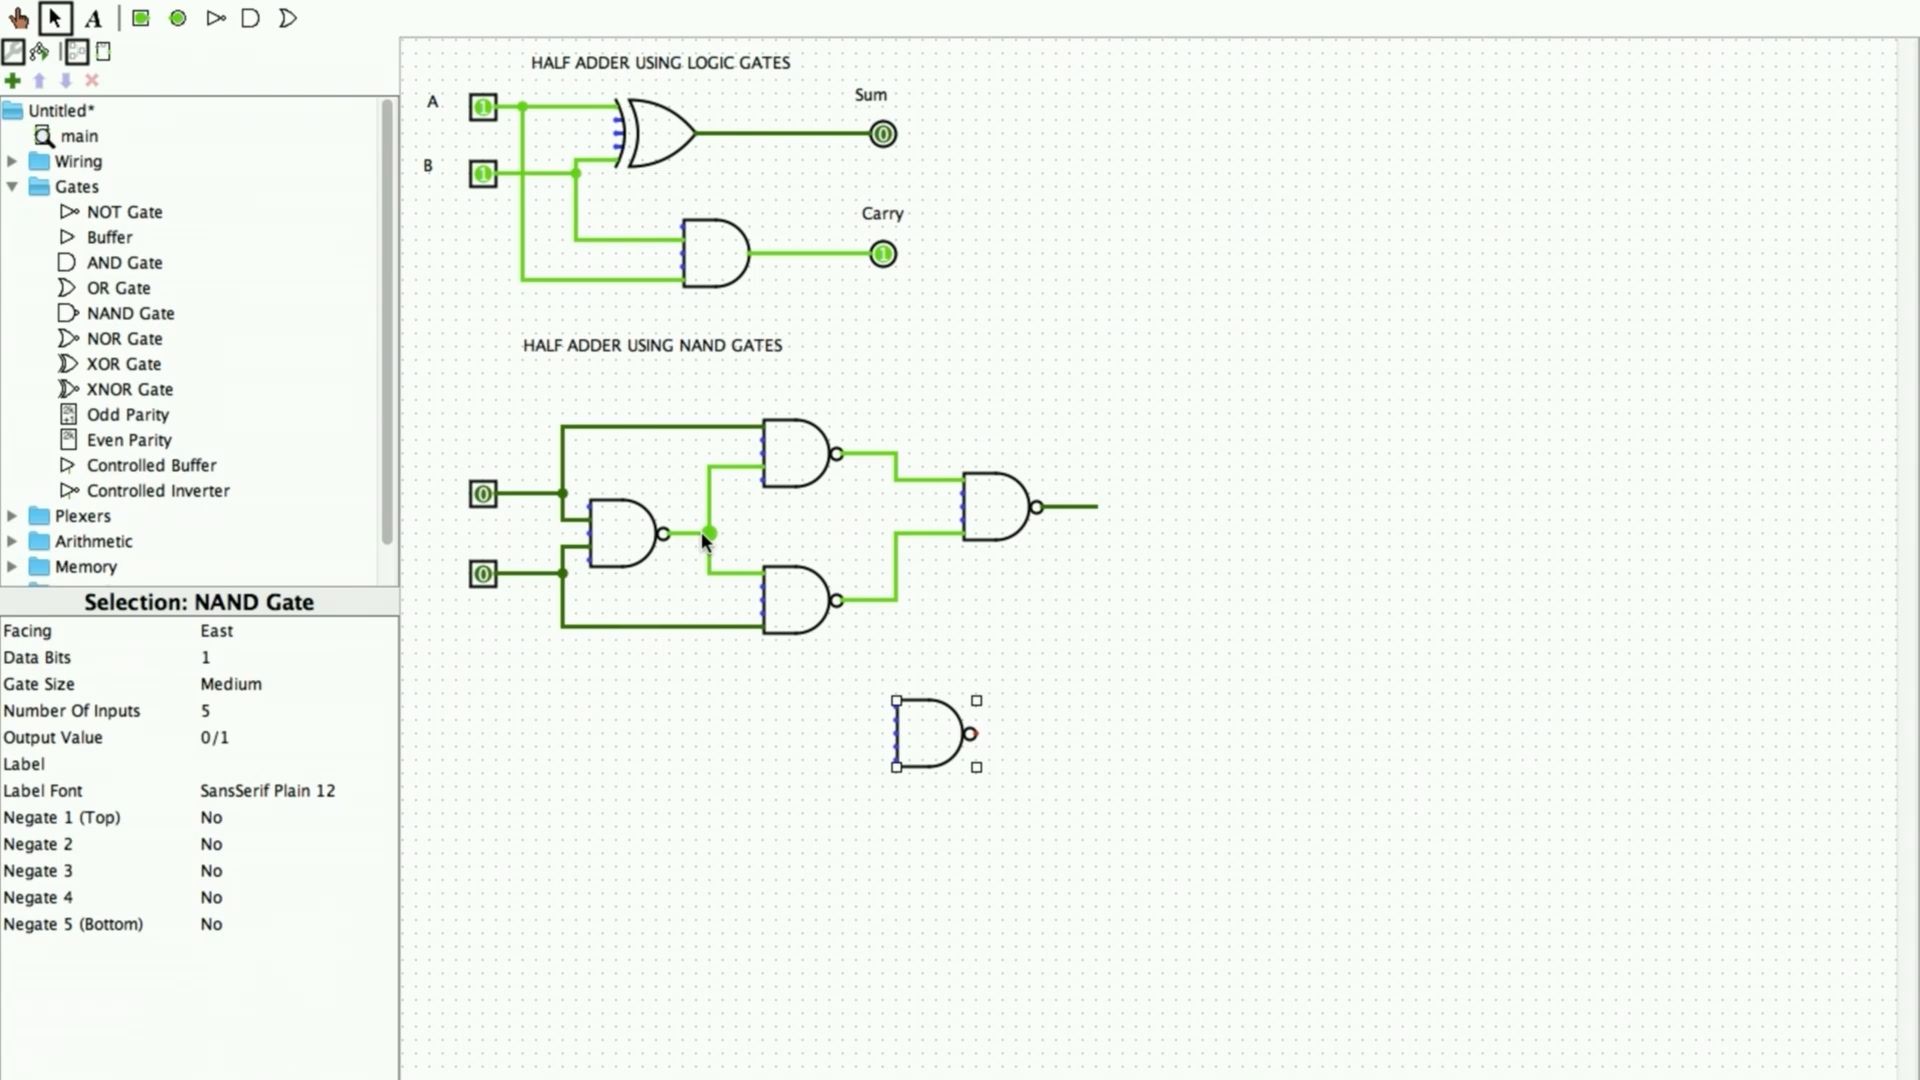 A
Untitled*
main
Wiring
Gates
NOT Gate
Buffer
AND Gate
OR Gate
NAND Gate
NOR Gate
XOR Gate
XNOR Gate
Odd Parity
Even Parity
Controlled Buffer
Controlled Inverter
Plexers
Arithmetic
Memory
Selection: NAND Gate
Facing East
Data Bits 1
Gate Size Medium
Number Of Inputs 5
Output Value 0/1
Label
Label Font SansSerif Plain 12
Negate 1 (Top) No
Negate 2 No
Negate 3 No
Negate 4 No
Negate 5 (Bottom) No
HALF ADDER USING LOGIC GATES
A 1
Sum
0
B 1
Carry
1
HALF ADDER USING NAND GATES
0
0